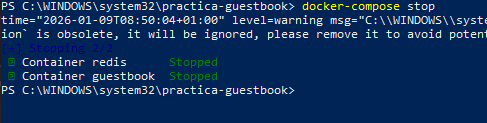 PS C:\WINDOWS\system32\practica-guestbook> docker-compose stop
time="2026-01-09T08:50:04+01:00" level=warning msg="C:\\WINDOWS\\syste
ion` is obsolete, it will be ignored, please remove it to avoid potent
[+] Stopping 2/2
Container redis Stopped
Container guestbook Stopped
PS C:\WINDOWS\system32\practica-guestbook>